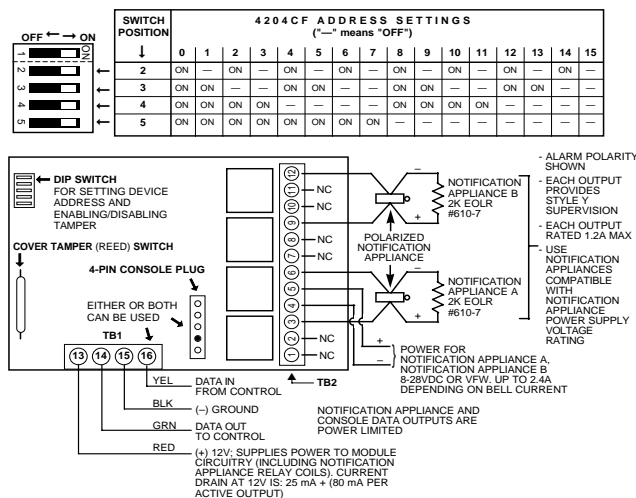 SWITCH POSITION ↓ 4204CF ADDRESS SETTINGS
("—" means "OFF")
0 1 2 3 4 5 6 7 8 9 10 11 12 13 14 15
2 ON — ON — ON — ON — ON — ON — ON — ON —
3 ON ON — — ON ON — — ON ON — — ON ON — —
4 ON ON ON ON — — — — ON ON ON ON — — — —
5 ON ON ON ON ON ON ON ON — — — — — — — —
OFF ←→ ON
ON
1
2
3
4
5
DIP SWITCH
FOR SETTING DEVICE
ADDRESS AND
ENABLING/DISABLING
TAMPER
COVER TAMPER (REED) SWITCH
4-PIN CONSOLE PLUG
EITHER OR BOTH
CAN BE USED
TB1
13 14 15 16
12
11 NC
10 NC
9
8 NC
7 NC
6
5
4
3
2 NC
1 NC
TB2
POLARIZED
NOTIFICATION
APPLIANCE
–
NOTIFICATION
APPLIANCE B
2K EOLR
#610-7
+
–
NOTIFICATION
APPLIANCE A
2K EOLR
#610-7
+
- ALARM POLARITY
SHOWN
- EACH OUTPUT
PROVIDES
STYLE Y
SUPERVISION
- EACH OUTPUT
RATED 1.2A MAX
- USE
NOTIFICATION
APPLIANCES
COMPATIBLE
WITH
NOTIFICATION
APPLIANCE
POWER SUPPLY
VOLTAGE
RATING
+
–
POWER FOR
NOTIFICATION APPLIANCE A,
NOTIFICATION APPLIANCE B
8-28VDC OR VFW. UP TO 2.4A
DEPENDING ON BELL CURRENT
YEL DATA IN
FROM CONTROL
BLK (–) GROUND
GRN DATA OUT
TO CONTROL
RED (+) 12V; SUPPLIES POWER TO MODULE
CIRCUITRY (INCLUDING NOTIFICATION
APPLIANCE RELAY COILS). CURRENT
DRAIN AT 12V IS: 25 mA + (80 mA PER
ACTIVE OUTPUT)
NOTIFICATION APPLIANCE AND
CONSOLE DATA OUTPUTS ARE
POWER LIMITED